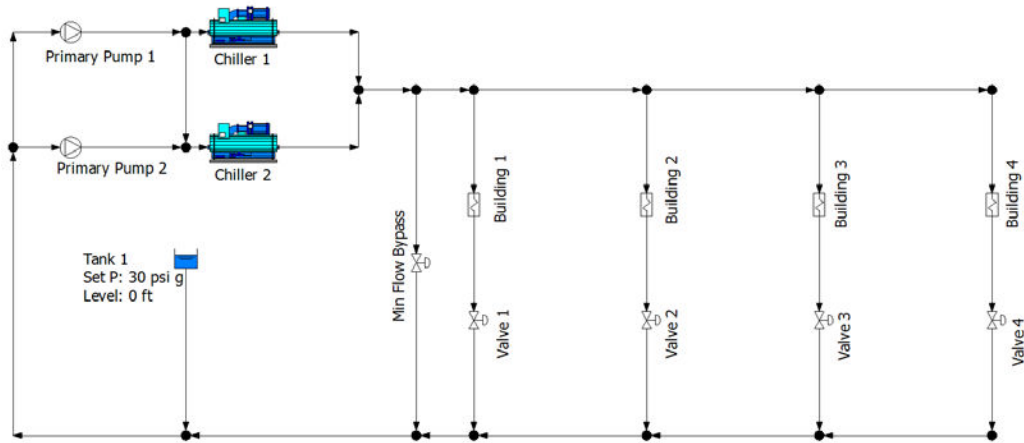 Primary Pump 1
Chiller 1
Primary Pump 2
Chiller 2
Tank 1
Set P: 30 psi g
Level: 0 ft
Min Flow Bypass
Building 1
Valve 1
Building 2
Valve 2
Building 3
Valve 3
Building 4
Valve 4